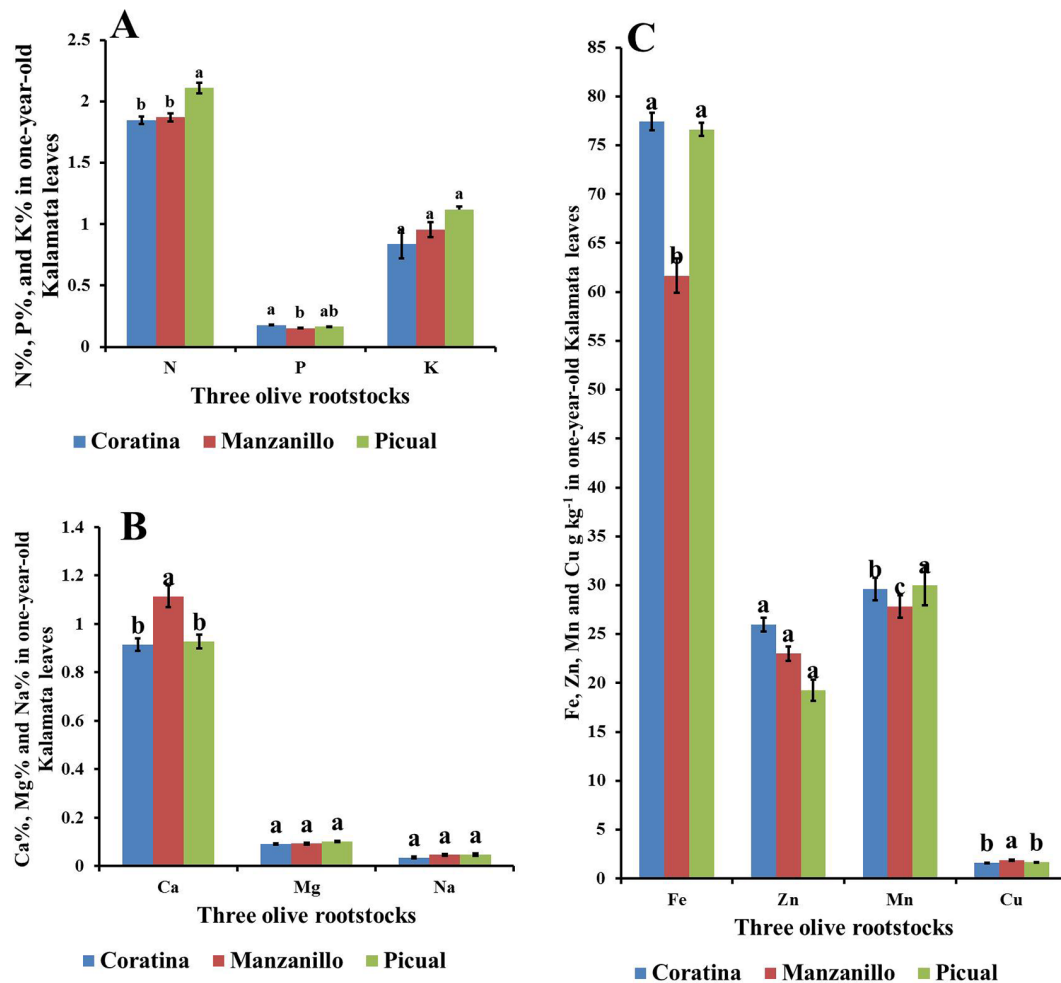 A
N%, P%, and K% in one-year-old
Kalamata leaves
2.5
2
1.5
1
0.5
0
b b a
a b ab
a a a
N P K
Three olive rootstocks
Coratina Manzanillo Picual
B
Ca%, Mg% and Na% in one-year-old
Kalamata leaves
1.4
1.2
1
0.8
0.6
0.4
0.2
0
b a b
a a a
a a a
Ca Mg Na
Three olive rootstocks
Coratina Manzanillo Picual
C
Fe, Zn, Mn and Cu g kg⁻¹ in one-year-old Kalamata leaves
85
80
75
70
65
60
55
50
45
40
35
30
25
20
15
10
5
0
a b a
a a a
b c a
b a b
Fe Zn Mn Cu
Three olive rootstocks
Coratina Manzanillo Picual